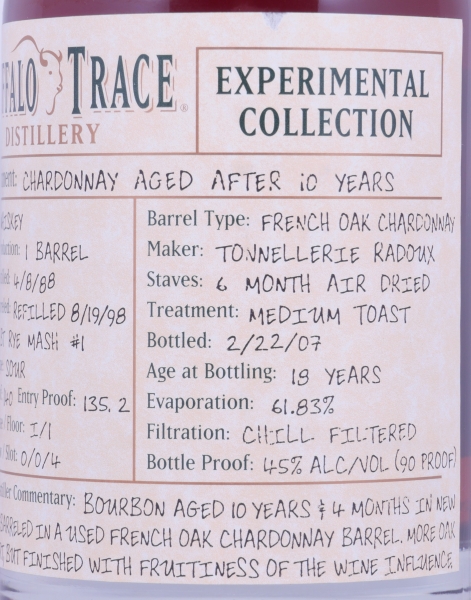 TRACE
DISTILLERY
EXPERIMENTAL
COLLECTION
CHARDONNAY AGED AFTER 10 YEARS
1 BARREL
4/8/88
REFILLED 8/19/98
RYE MASH #1
SOUR
Entry Proof: 135.2
Floor: I/1
Slot: 0/0/4
Barrel Type: FRENCH OAK CHARDONNAY
Maker: TONNELLERIE RADOUX
Staves: 6 MONTH AIR DRIED
Treatment: MEDIUM TOAST
Bottled: 2/22/07
Age at Bottling: 18 YEARS
Evaporation: 61.83%
Filtration: CHILL FILTERED
Bottle Proof: 45% ALC/VOL (90 PROOF)
Commentary: BOURBON AGED 10 YEARS & 4 MONTHS IN NEW
BARRELED IN A USED FRENCH OAK CHARDONNAY BARREL. MORE OAK
BUT FINISHED WITH FRUITINESS OF THE WINE INFLUENCE.